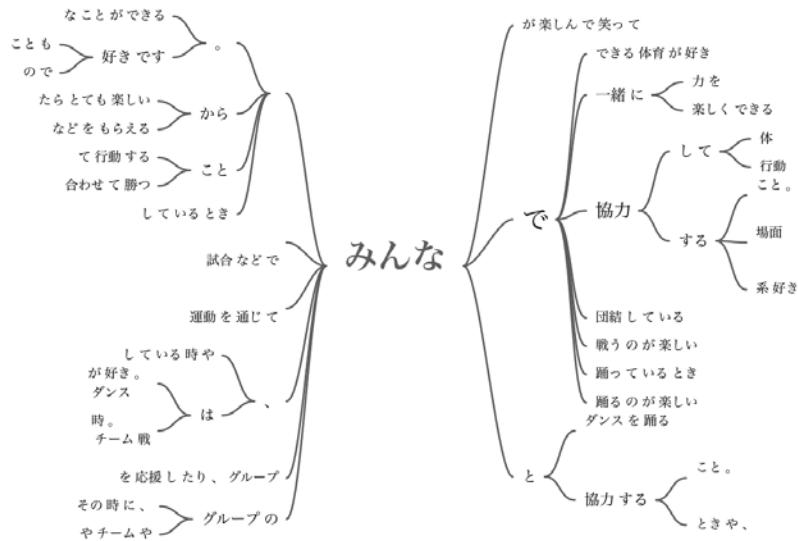 な ことが できる
。
ことも
ので
好き です
たら とても 楽しい
などを もらえる
から
て 行動 する
合わせ て 勝つ
こと
し ている とき
試合 など で
運動 を 通じ て
し ている 時 や
が 好き 。
ダンス
時 。
チーム 戦
は
、
を 応援 し たり 、 グループ
その 時 に 、
や チーム や
グループ の
みんな
が 楽しん で 笑っ て
できる 体育 が 好き
一緒 に
力 を
楽しく できる
で
協力
し て
体
行動
する
こと 。
場面
系 好き
団結 し ている
戦う の が 楽しい
踊っ ている とき
踊る の が 楽しい
と
ダンス を 踊る
協力 する
こと 。
とき や 、